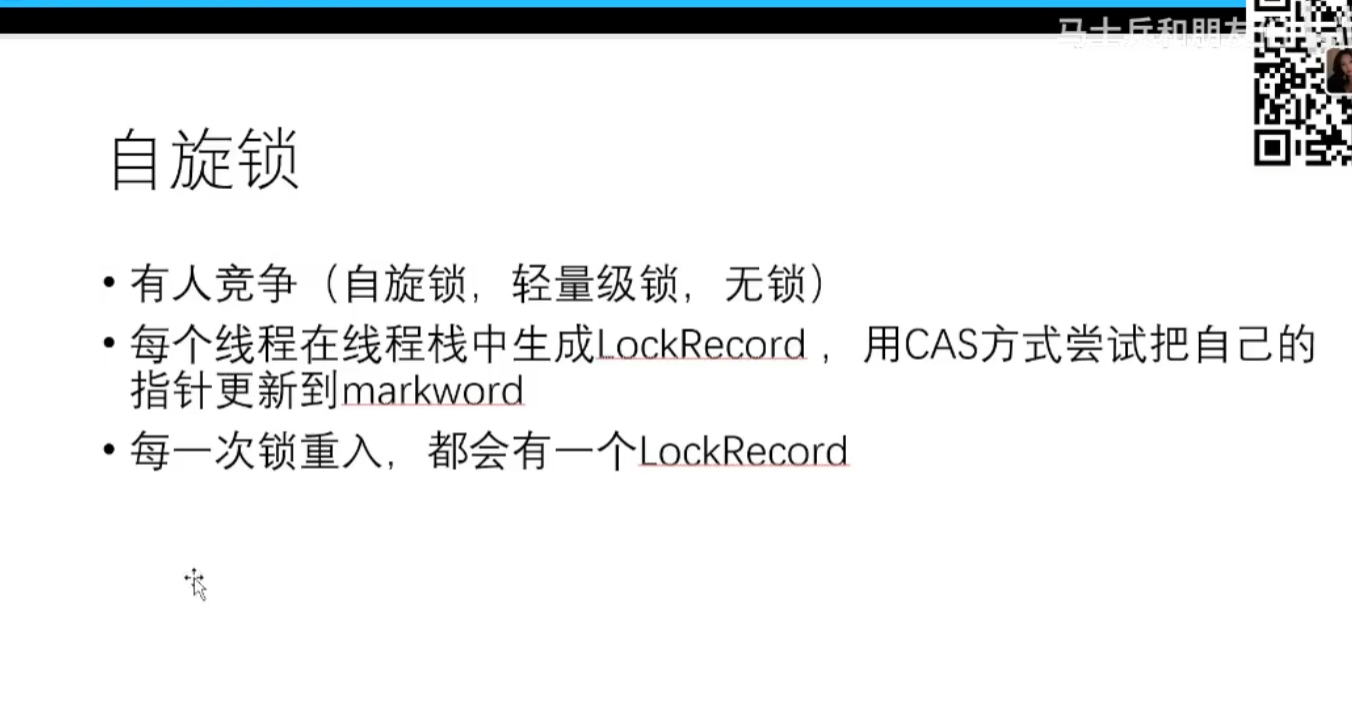 马士兵和朋友
自旋锁
• 有人竞争（自旋锁，轻量级锁，无锁）
• 每个线程在线程栈中生成LockRecord ，用CAS方式尝试把自己的
指针更新到markword
• 每一次锁重入，都会有一个LockRecord